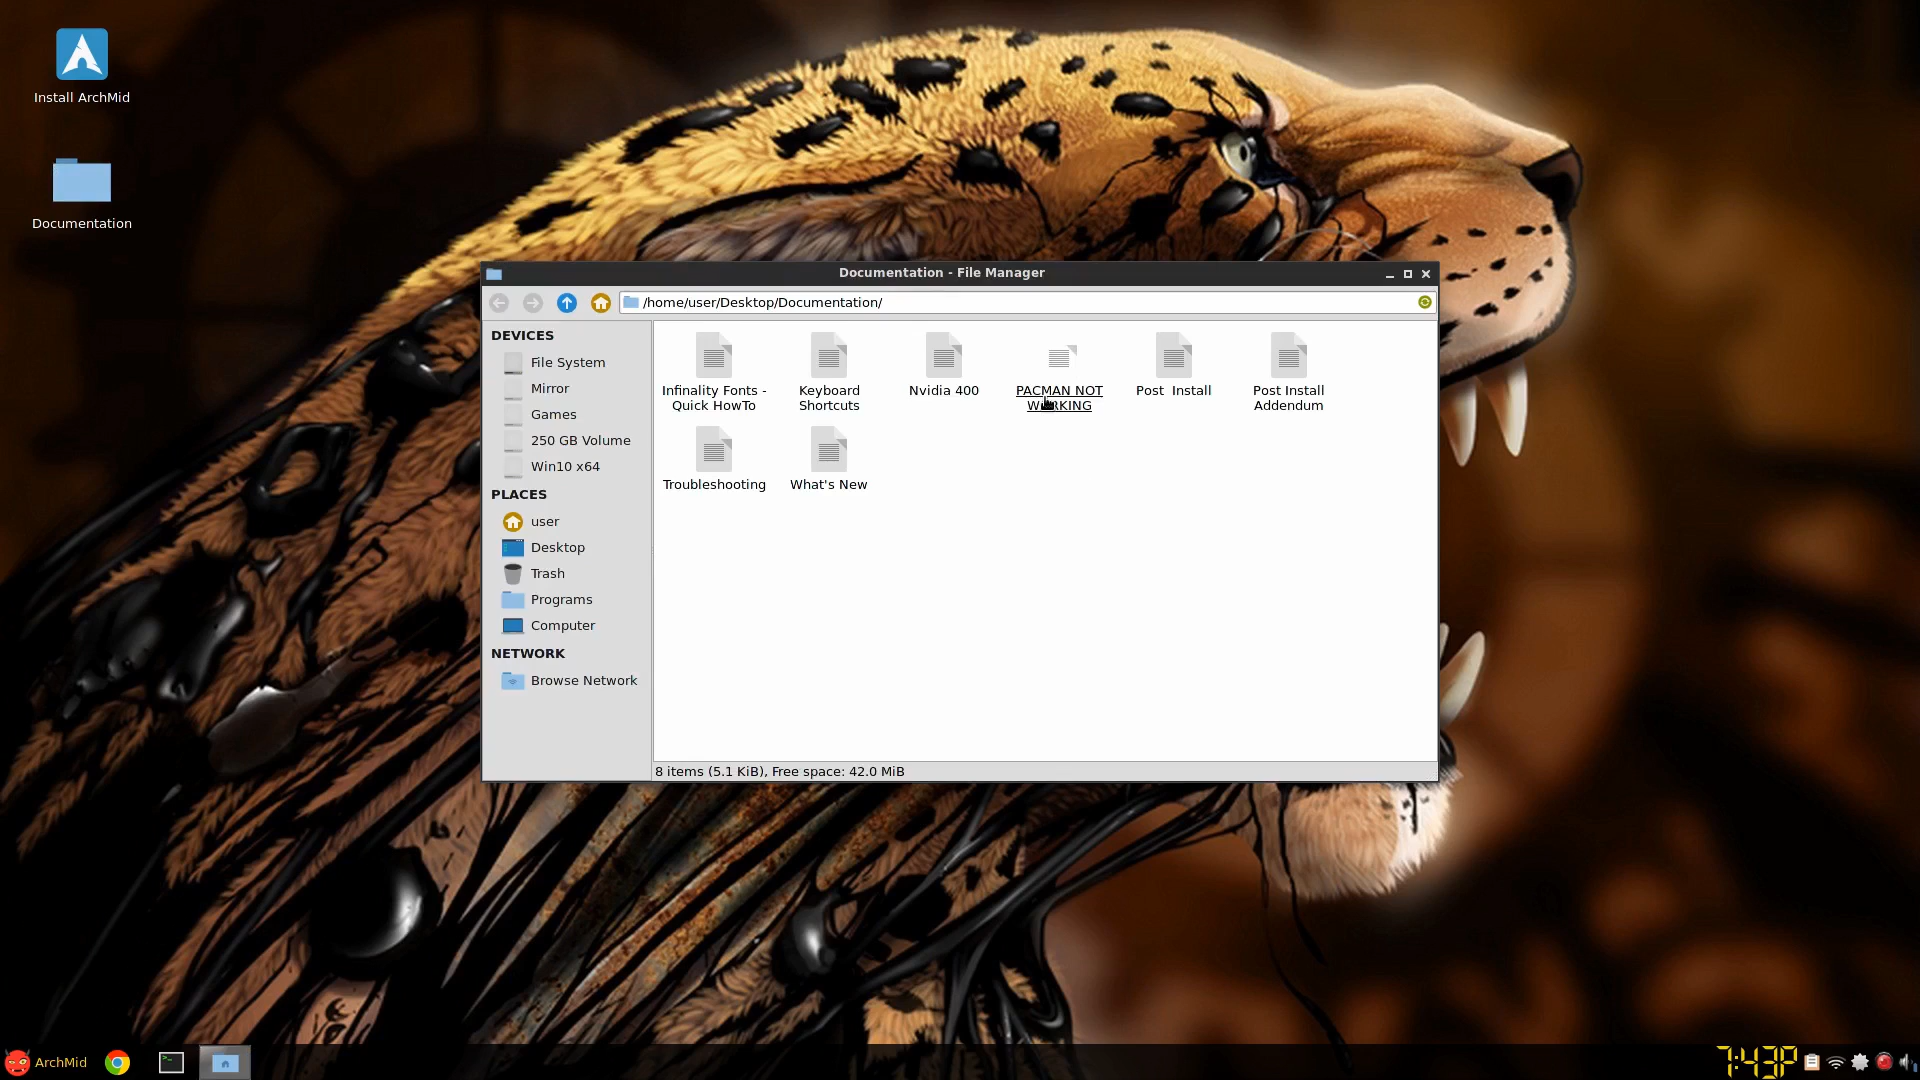 Install ArchMid
Documentation
Documentation - File Manager
/home/user/Desktop/Documentation/
DEVICES
File System
Mirror
Games
250 GB Volume
Win10 x64
PLACES
user
Desktop
Trash
Programs
Computer
NETWORK
Browse Network
Infinality Fonts -
Quick HowTo
Keyboard
Shortcuts
Nvidia 400
PACMAN NOT
WORKING
Post  Install
Post Install
Addendum
Troubleshooting
What's New
8 items (5.1 KiB), Free space: 42.0 MiB
ArchMid
7:43P